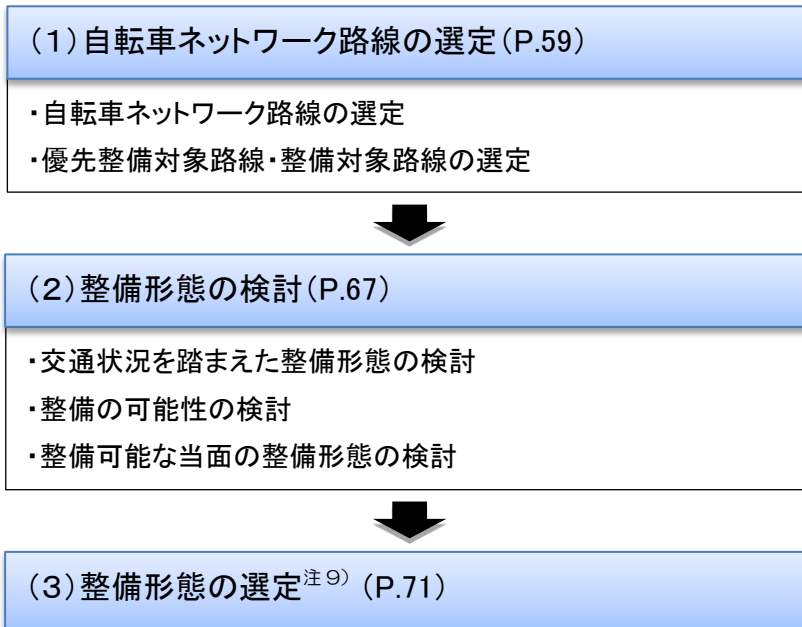 （１）自転車ネットワーク路線の選定（P.59）
・自転車ネットワーク路線の選定
・優先整備対象路線・整備対象路線の選定
（２）整備形態の検討（P.67）
・交通状況を踏まえた整備形態の検討
・整備の可能性の検討
・整備可能な当面の整備形態の検討
（３）整備形態の選定注９）（P.71）